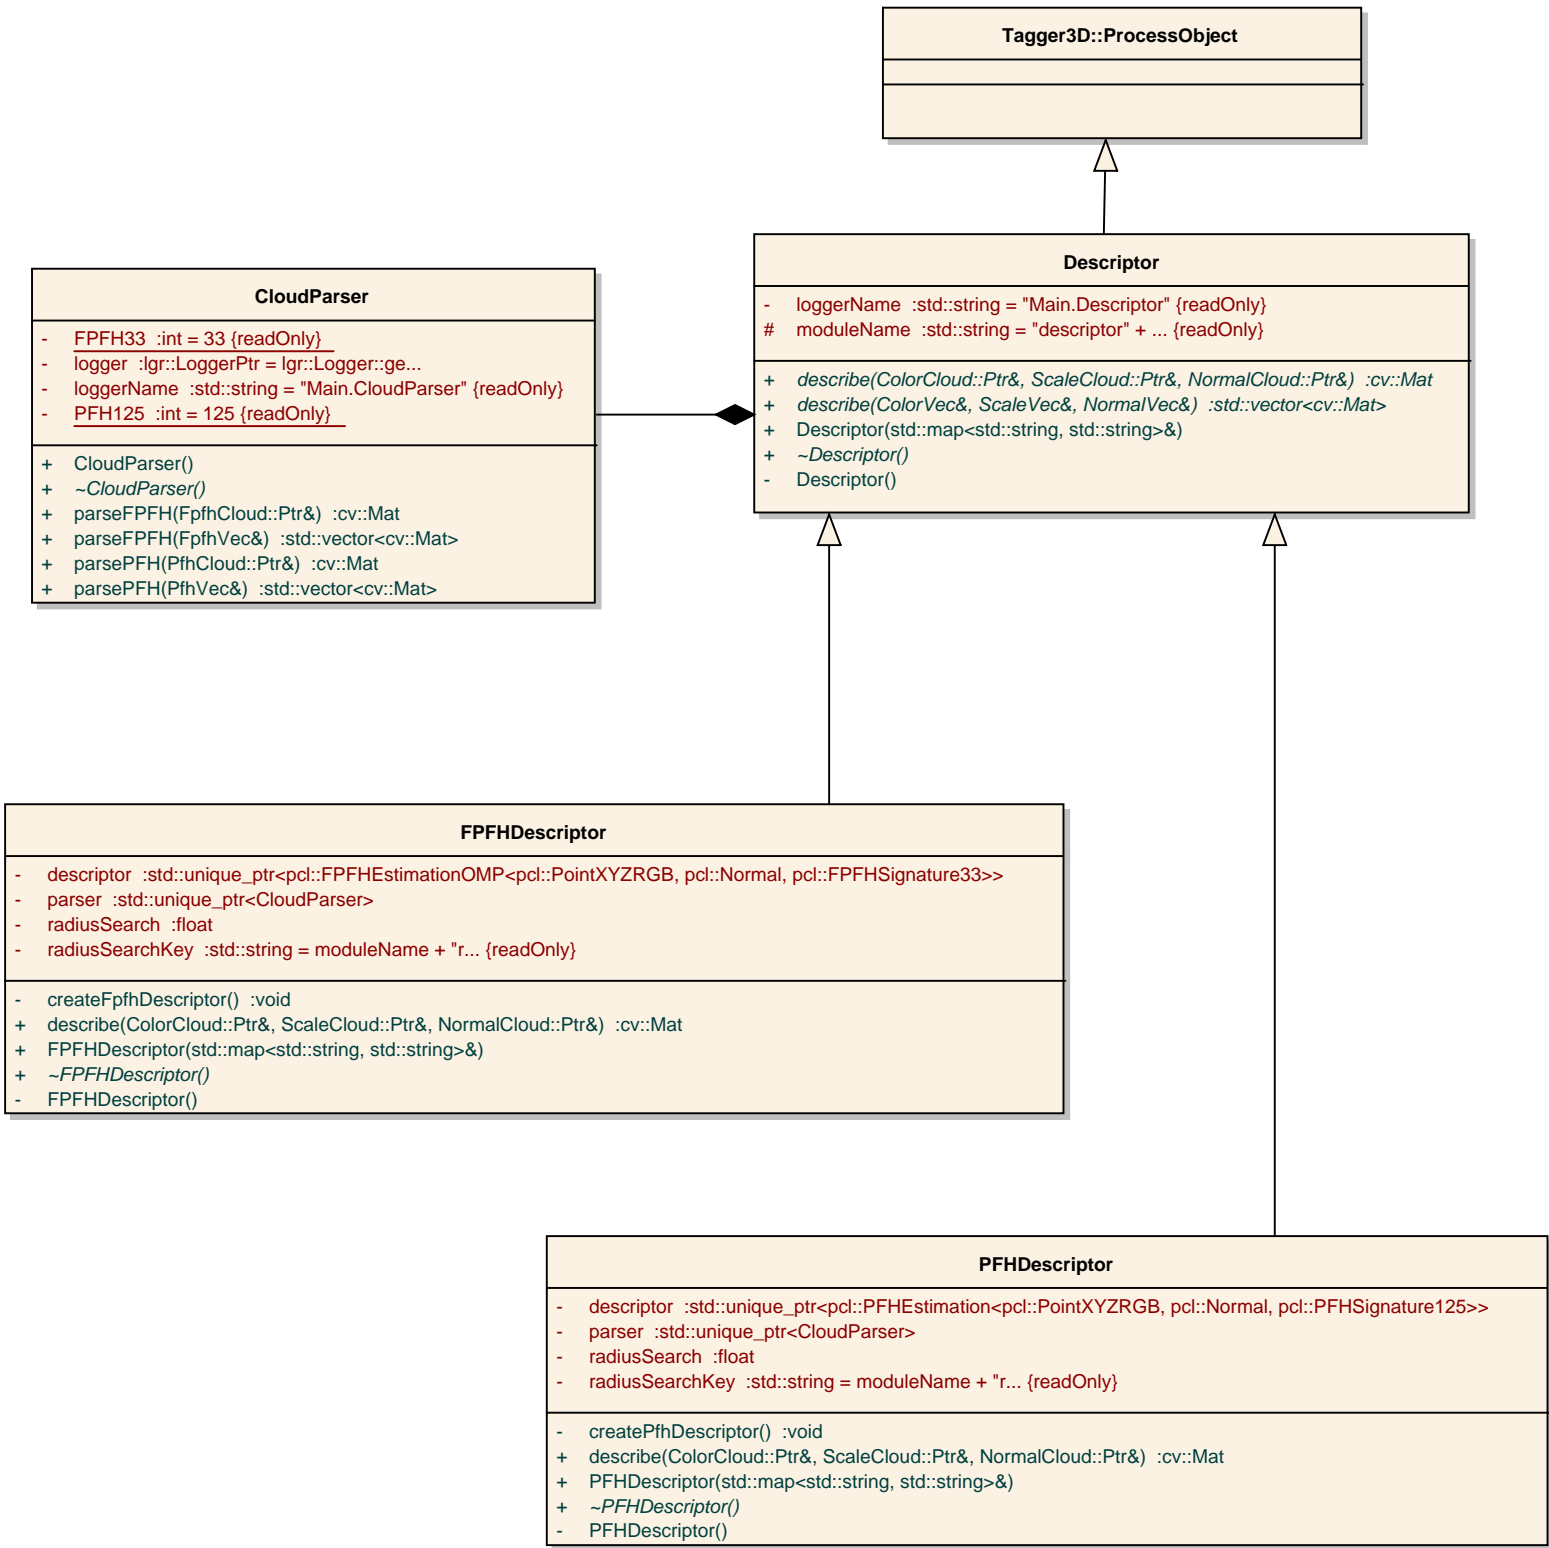 Tagger3D::ProcessObject
Descriptor
- loggerName :std::string = "Main.Descriptor" {readOnly}
# moduleName :std::string = "descriptor" + ... {readOnly}
+ describe(ColorCloud::Ptr&, ScaleCloud::Ptr&, NormalCloud::Ptr&) :cv::Mat
+ describe(ColorVec&, ScaleVec&, NormalVec&) :std::vector<cv::Mat>
+ Descriptor(std::map<std::string, std::string>&)
+ ~Descriptor()
- Descriptor()
CloudParser
- FPFH33 :int = 33 {readOnly}
- logger :lgr::LoggerPtr = lgr::Logger::ge...
- loggerName :std::string = "Main.CloudParser" {readOnly}
- PFH125 :int = 125 {readOnly}
+ CloudParser()
+ ~CloudParser()
+ parseFPFH(FpfhCloud::Ptr&) :cv::Mat
+ parseFPFH(FpfhVec&) :std::vector<cv::Mat>
+ parsePFH(PfhCloud::Ptr&) :cv::Mat
+ parsePFH(PfhVec&) :std::vector<cv::Mat>
FPFHDescriptor
- descriptor :std::unique_ptr<pcl::FPFHEstimationOMP<pcl::PointXYZRGB, pcl::Normal, pcl::FPFHSignature33>>
- parser :std::unique_ptr<CloudParser>
- radiusSearch :float
- radiusSearchKey :std::string = moduleName + "r... {readOnly}
- createFpfhDescriptor() :void
+ describe(ColorCloud::Ptr&, ScaleCloud::Ptr&, NormalCloud::Ptr&) :cv::Mat
+ FPFHDescriptor(std::map<std::string, std::string>&)
+ ~FPFHDescriptor()
- FPFHDescriptor()
PFHDescriptor
- descriptor :std::unique_ptr<pcl::PFHEstimation<pcl::PointXYZRGB, pcl::Normal, pcl::PFHSignature125>>
- parser :std::unique_ptr<CloudParser>
- radiusSearch :float
- radiusSearchKey :std::string = moduleName + "r... {readOnly}
- createPfhDescriptor() :void
+ describe(ColorCloud::Ptr&, ScaleCloud::Ptr&, NormalCloud::Ptr&) :cv::Mat
+ PFHDescriptor(std::map<std::string, std::string>&)
+ ~PFHDescriptor()
- PFHDescriptor()